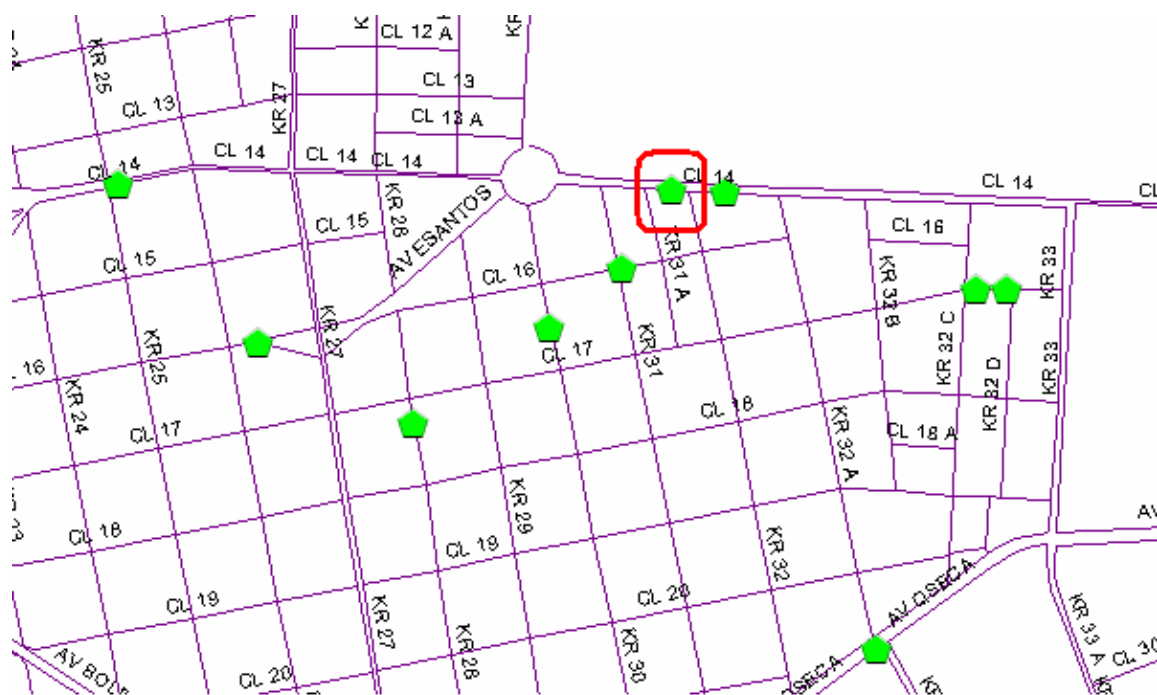 CL 12 A
KR 25
CL 13
CL 13
KR 27
CL 13 A
CL 14
CL 14
CL 14
CL 14
CL 14
CL 14
KR 28
AV ESANTOS
CL 15
CL 15
CL 16
CL 16
KR 31 A
KR 33
KR 27
KR 25
16
KR 24
CL 17
KR 31
KR 32 B
KR 32 C
KR 33
KR 32 D
CL 17
CL 18
KR 32 A
CL 18 A
CL 18
KR 29
CL 19
KR 32
AV
CL 19
CL 20
AV QSECA
KR 27
KR 28
KR 30
KR 33 A
CL 30
AV BOL
CL 20
SECA